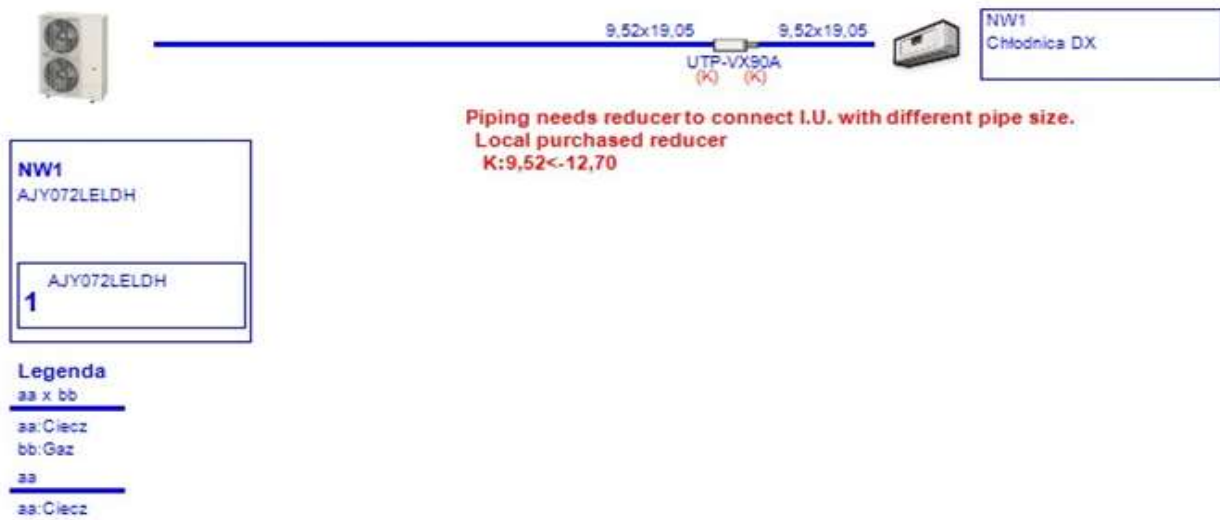 9,52x19,05
9,52x19,05
NW1
Chłodnica DX
UTP-VX90A
(K) (K)
Piping needs reducer to connect I.U. with different pipe size.
Local purchased reducer
K:9,52<-12,70
NW1
AJY072LELDH
AJY072LELDH
1
Legenda
aa x bb
aa:Ciecz
bb:Gaz
aa
aa:Ciecz